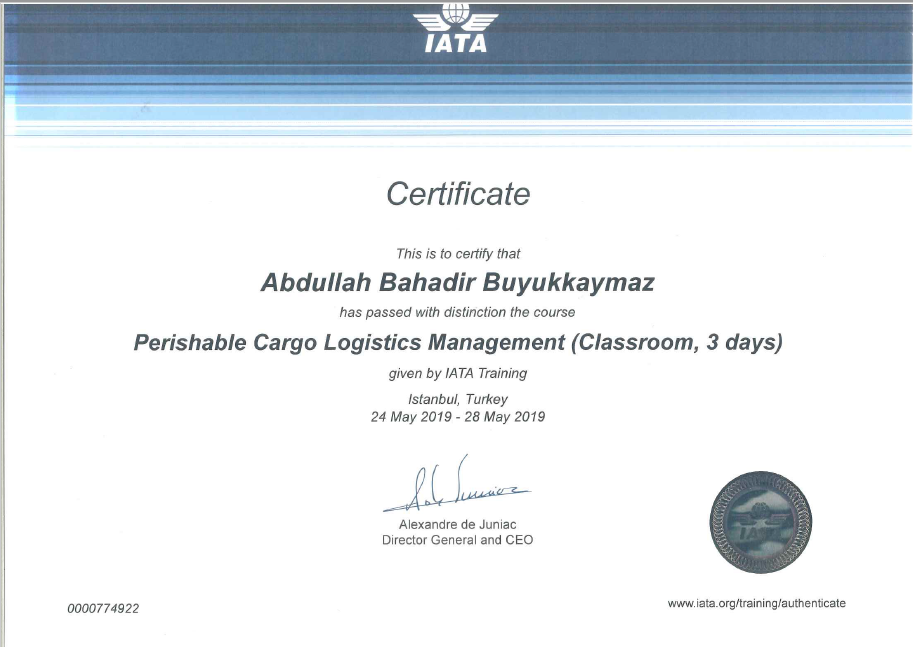 IATA
Certificate
This is to certify that
Abdullah Bahadir Buyukkaymaz
has passed with distinction the course
Perishable Cargo Logistics Management (Classroom, 3 days)
given by IATA Training
Istanbul, Turkey
24 May 2019 - 28 May 2019
Alexandre de Juniac
Director General and CEO
IATA
0000774922
www.iata.org/training/authenticate